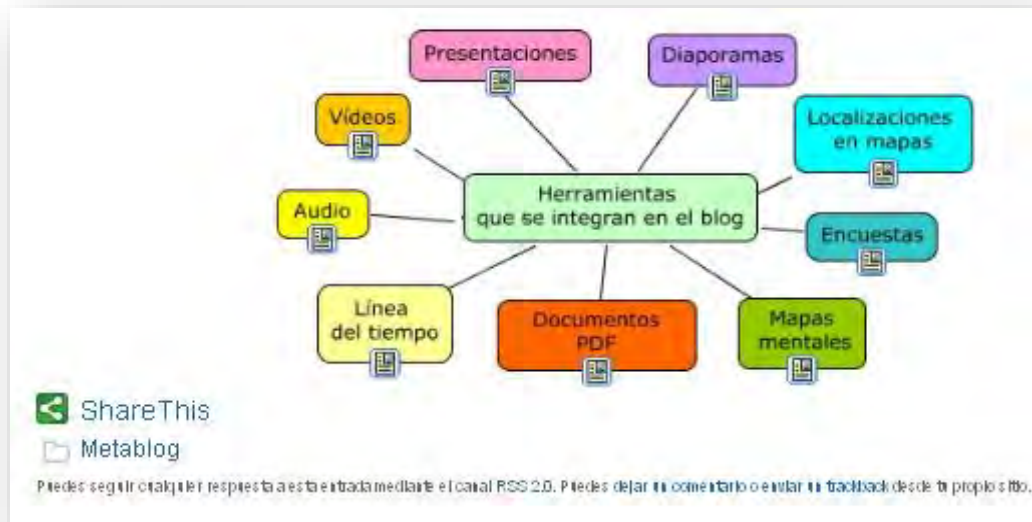 Presentaciones
Diaporamas
Vídeos
Localizaciones
en mapas
Herramientas
que se integran en el blog
Audio
Encuestas
Línea
del tiempo
Documentos
PDF
Mapas
mentales
ShareThis
Metablog
Puedes seguir cualquier respuesta a esta entrada mediante el canal RSS 2.0. Puedes dejar un comentario o enviar un trackback desde tu propio sitio.